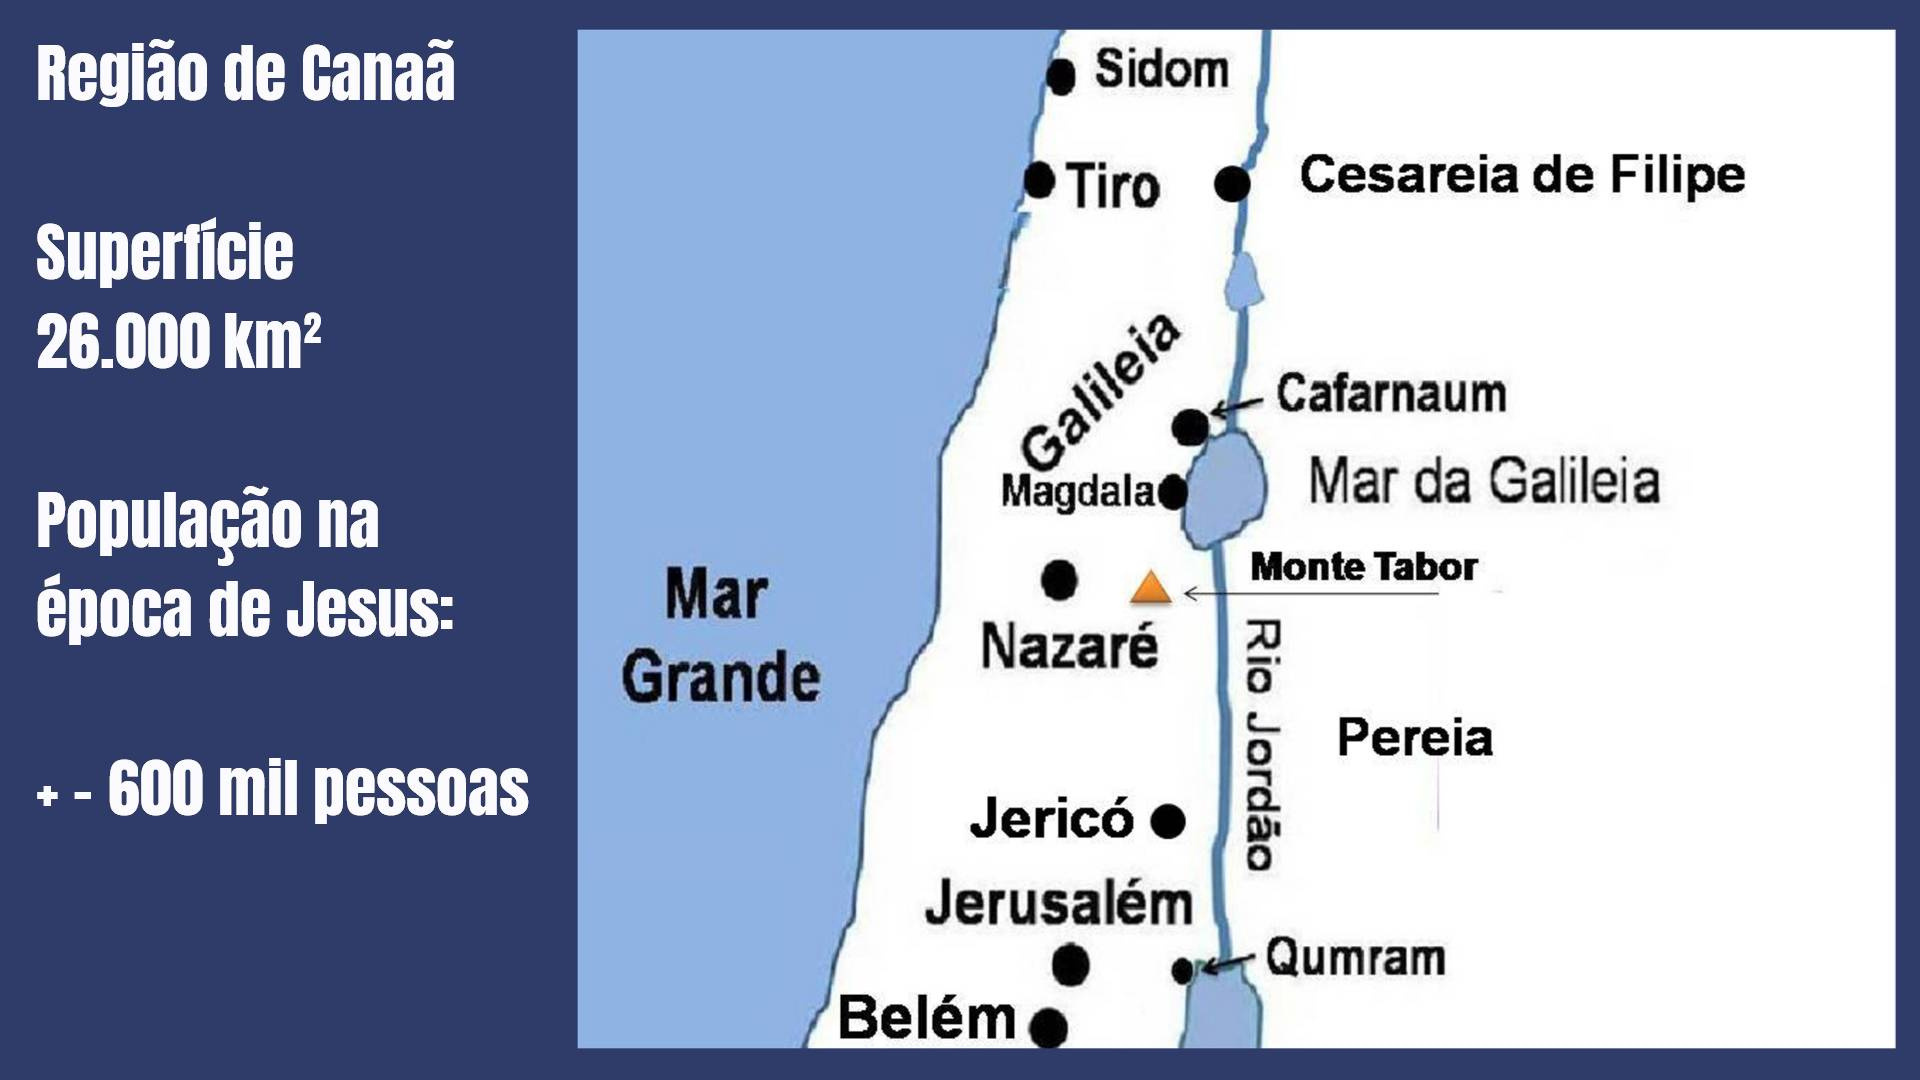 Região de Canaã
Superfície
26.000 km²
População na
época de Jesus:
+ - 600 mil pessoas
Sidom
Tiro
Cesareia de Filipe
Galileia
Cafarnaum
Magdala
Mar da Galileia
Monte Tabor
Mar
Grande
Nazaré
Rio Jordão
Pereia
Jericó
Jerusalém
Qumram
Belém